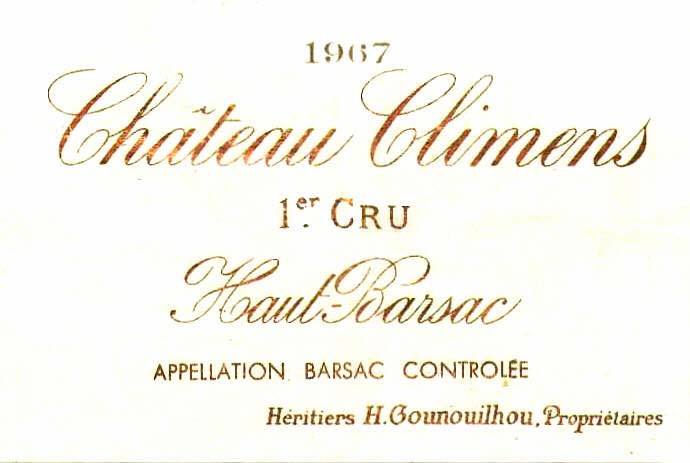 1967
Château Climens
1er CRU
Haut-Barsac
APPELLATION BARSAC CONTROLÉE
Héritiers H. Gounouilhou, Propriétaires